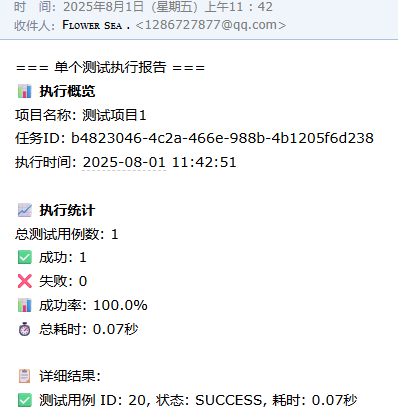 时 间：2025年8月1日（星期五）上午11：42
收件人：Flower Sea . <1286727877@qq.com>
=== 单个测试执行报告 ===
📊 执行概览
项目名称: 测试项目1
任务ID: b4823046-4c2a-466e-988b-4b1205f6d238
执行时间: 2025-08-01 11:42:51
📈 执行统计
总测试用例数: 1
✅ 成功: 1
❌ 失败: 0
📊 成功率: 100.0%
⏱ 总耗时: 0.07秒
📋 详细结果:
✅ 测试用例 ID: 20, 状态: SUCCESS, 耗时: 0.07秒